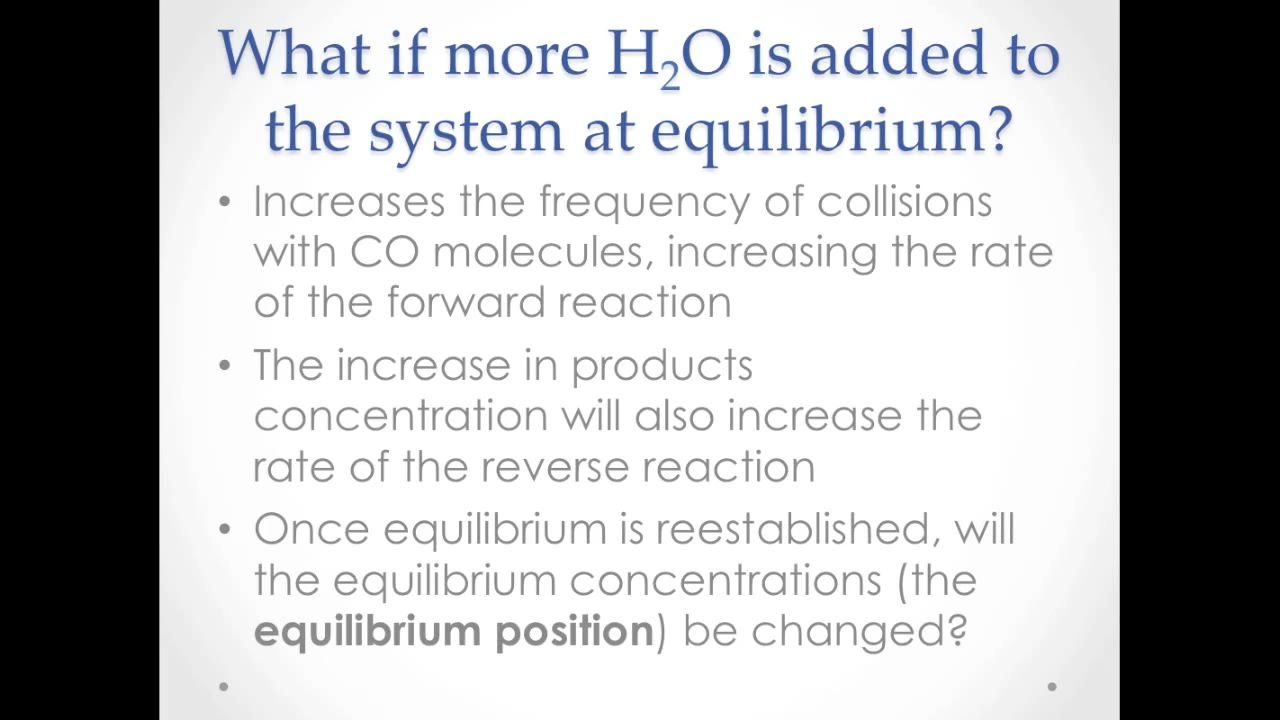 What if more H₂O is added to
the system at equilibrium?
• Increases the frequency of collisions
with CO molecules, increasing the rate
of the forward reaction
• The increase in products
concentration will also increase the
rate of the reverse reaction
• Once equilibrium is reestablished, will
the equilibrium concentrations (the
equilibrium position) be changed?